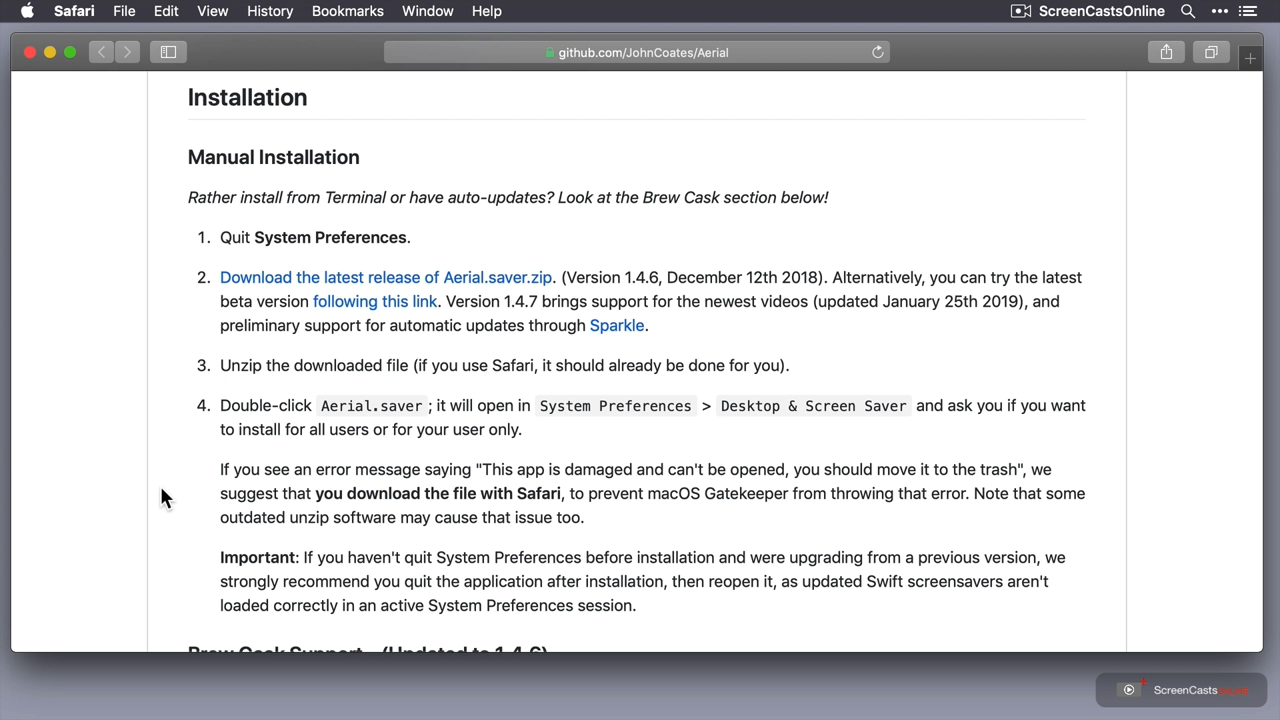 Safari File Edit View History Bookmarks Window Help ScreenCastsOnline
github.com/JohnCoates/Aerial
Installation
Manual Installation
Rather install from Terminal or have auto-updates? Look at the Brew Cask section below!
1. Quit System Preferences.
2. Download the latest release of Aerial.saver.zip. (Version 1.4.6, December 12th 2018). Alternatively, you can try the latest
beta version following this link. Version 1.4.7 brings support for the newest videos (updated January 25th 2019), and
preliminary support for automatic updates through Sparkle.
3. Unzip the downloaded file (if you use Safari, it should already be done for you).
4. Double-click Aerial.saver ; it will open in System Preferences > Desktop & Screen Saver and ask you if you want
to install for all users or for your user only.
If you see an error message saying "This app is damaged and can't be opened, you should move it to the trash", we
suggest that you download the file with Safari, to prevent macOS Gatekeeper from throwing that error. Note that some
outdated unzip software may cause that issue too.
Important: If you haven't quit System Preferences before installation and were upgrading from a previous version, we
strongly recommend you quit the application after installation, then reopen it, as updated Swift screensavers aren't
loaded correctly in an active System Preferences session.
Brew Cask Support (Updated to 1.4.6)
ScreenCasts